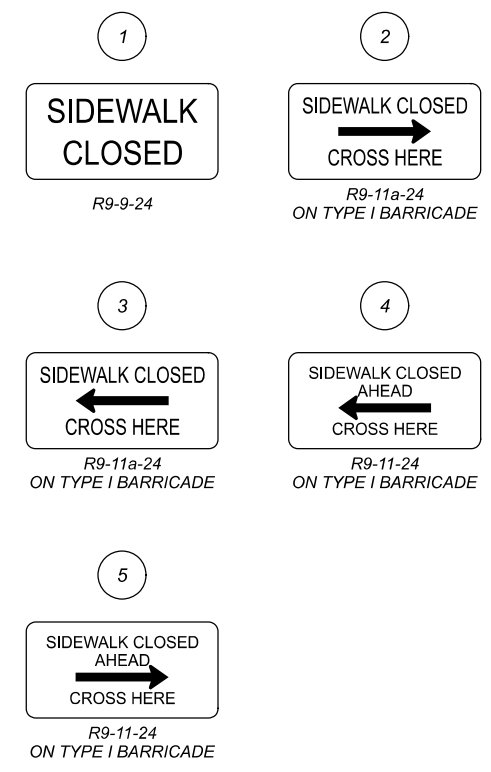 1
SIDEWALK
CLOSED
R9-9-24
2
SIDEWALK CLOSED
CROSS HERE
R9-11a-24
ON TYPE I BARRICADE
3
SIDEWALK CLOSED
CROSS HERE
R9-11a-24
ON TYPE I BARRICADE
4
SIDEWALK CLOSED
AHEAD
CROSS HERE
R9-11-24
ON TYPE I BARRICADE
5
SIDEWALK CLOSED
AHEAD
CROSS HERE
R9-11-24
ON TYPE I BARRICADE